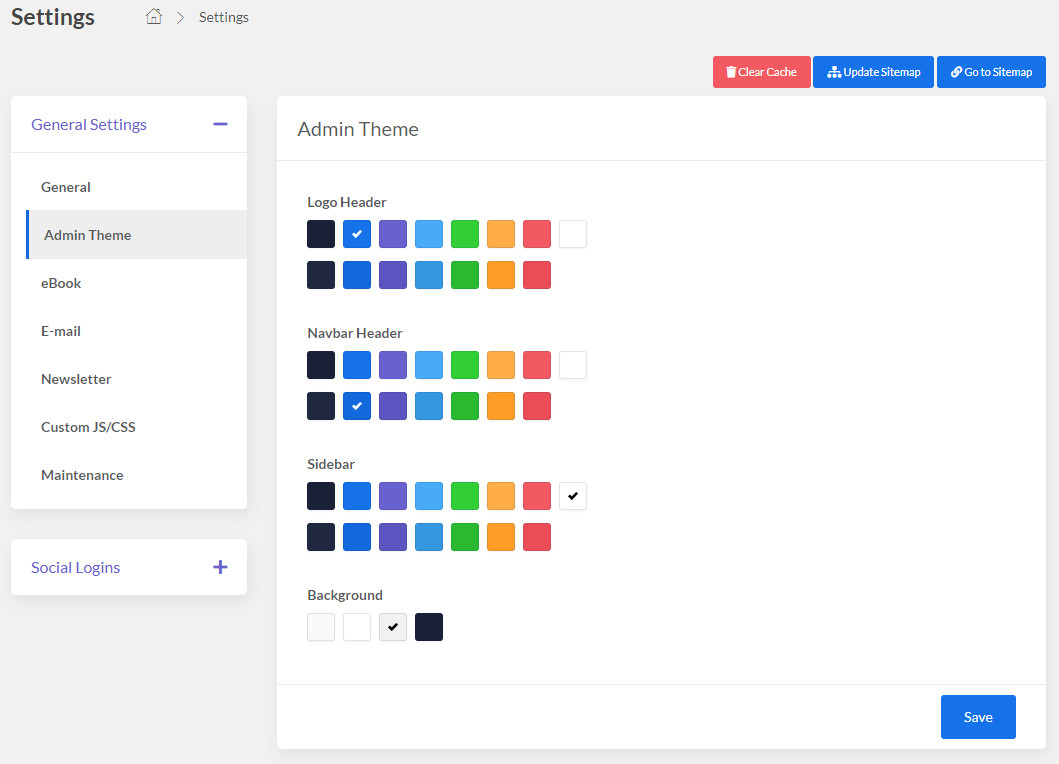 Settings
Settings
Clear Cache
Update Sitemap
Go to Sitemap
General Settings
General
Admin Theme
eBook
E-mail
Newsletter
Custom JS/CSS
Maintenance
Social Logins
Admin Theme
Logo Header
Navbar Header
Sidebar
Background
Save